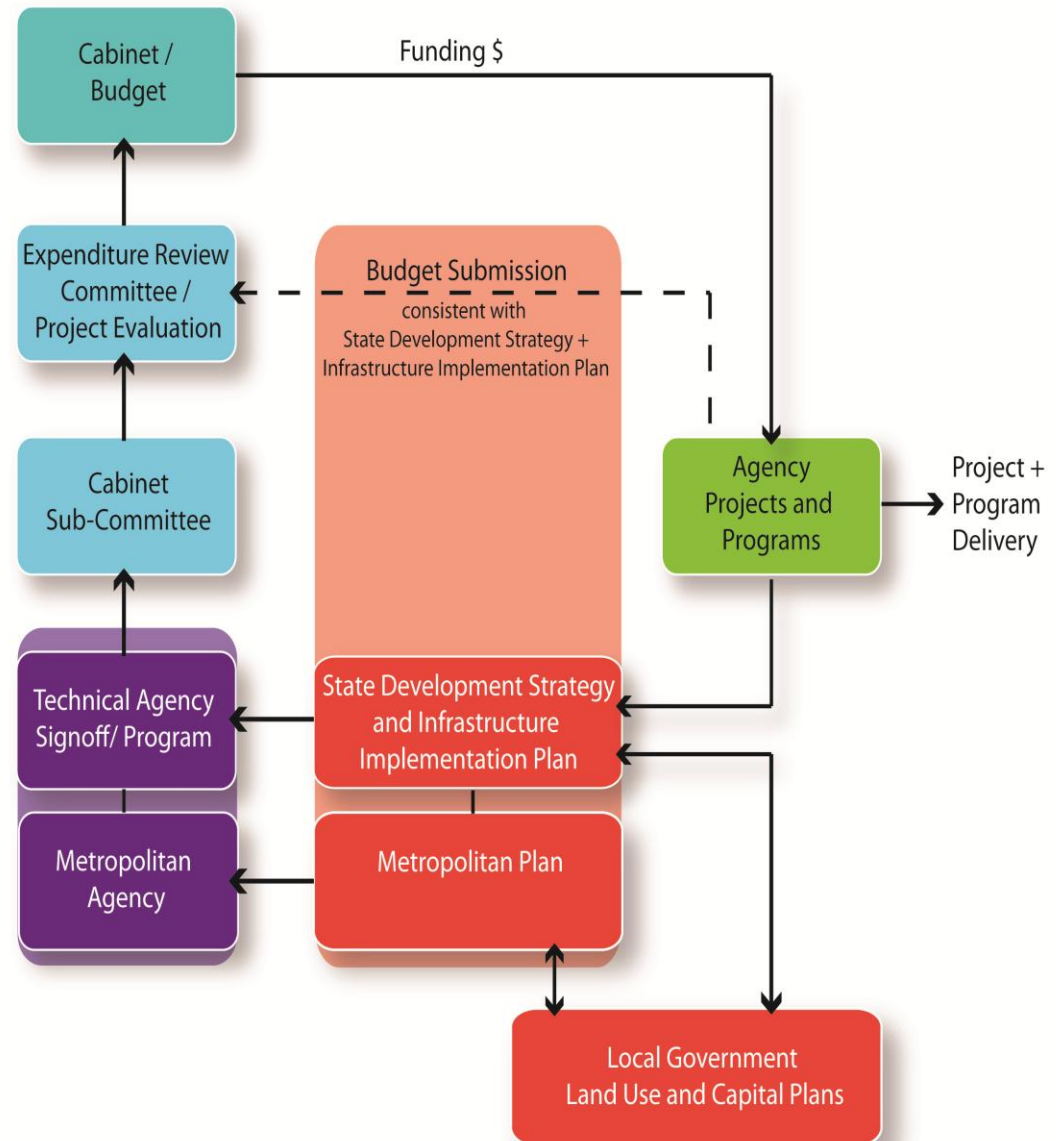 Cabinet /
Budget
Funding $
Expenditure Review
Committee /
Project Evaluation
Budget Submission
consistent with
State Development Strategy +
Infrastructure Implementation Plan
Cabinet
Sub-Committee
Agency
Projects and
Programs
Project +
Program
Delivery
Technical Agency
Signoff/ Program
State Development Strategy
and Infrastructure
Implementation Plan
Metropolitan
Agency
Metropolitan Plan
Local Government
Land Use and Capital Plans